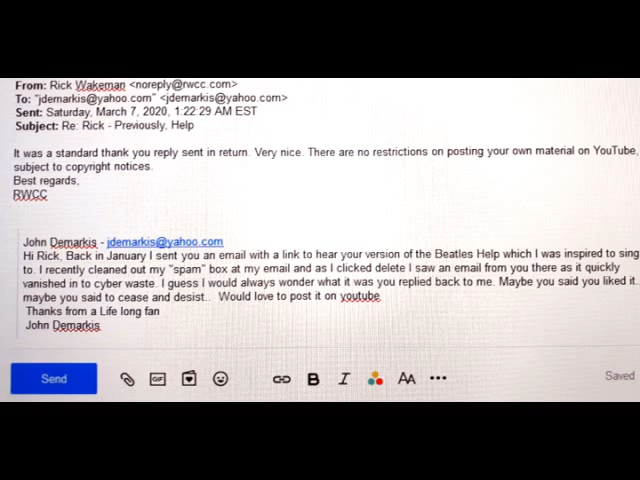 From: Rick Wakeman <noreply@rwcc.com>
To: "jdemarkis@yahoo.com" <jdemarkis@yahoo.com>
Sent: Saturday, March 7, 2020, 1:22:29 AM EST
Subject: Re: Rick - Previously, Help
It was a standard thank you reply sent in return. Very nice. There are no restrictions on posting your own material on YouTube,
subject to copyright notices.
Best regards,
RWCC
John Demarkis - jdemarkis@yahoo.com
Hi Rick, Back in January I sent you an email with a link to hear your version of the Beatles Help which I was inspired to sing
to. I recently cleaned out my "spam" box at my email and as I clicked delete I saw an email from you there as it quickly
vanished in to cyber waste. I guess I would always wonder what it was you replied back to me. Maybe you said you liked it..
maybe you said to cease and desist.. Would love to post it on youtube.
Thanks from a Life long fan
John Demarkis
Send GIF B I AA Saved